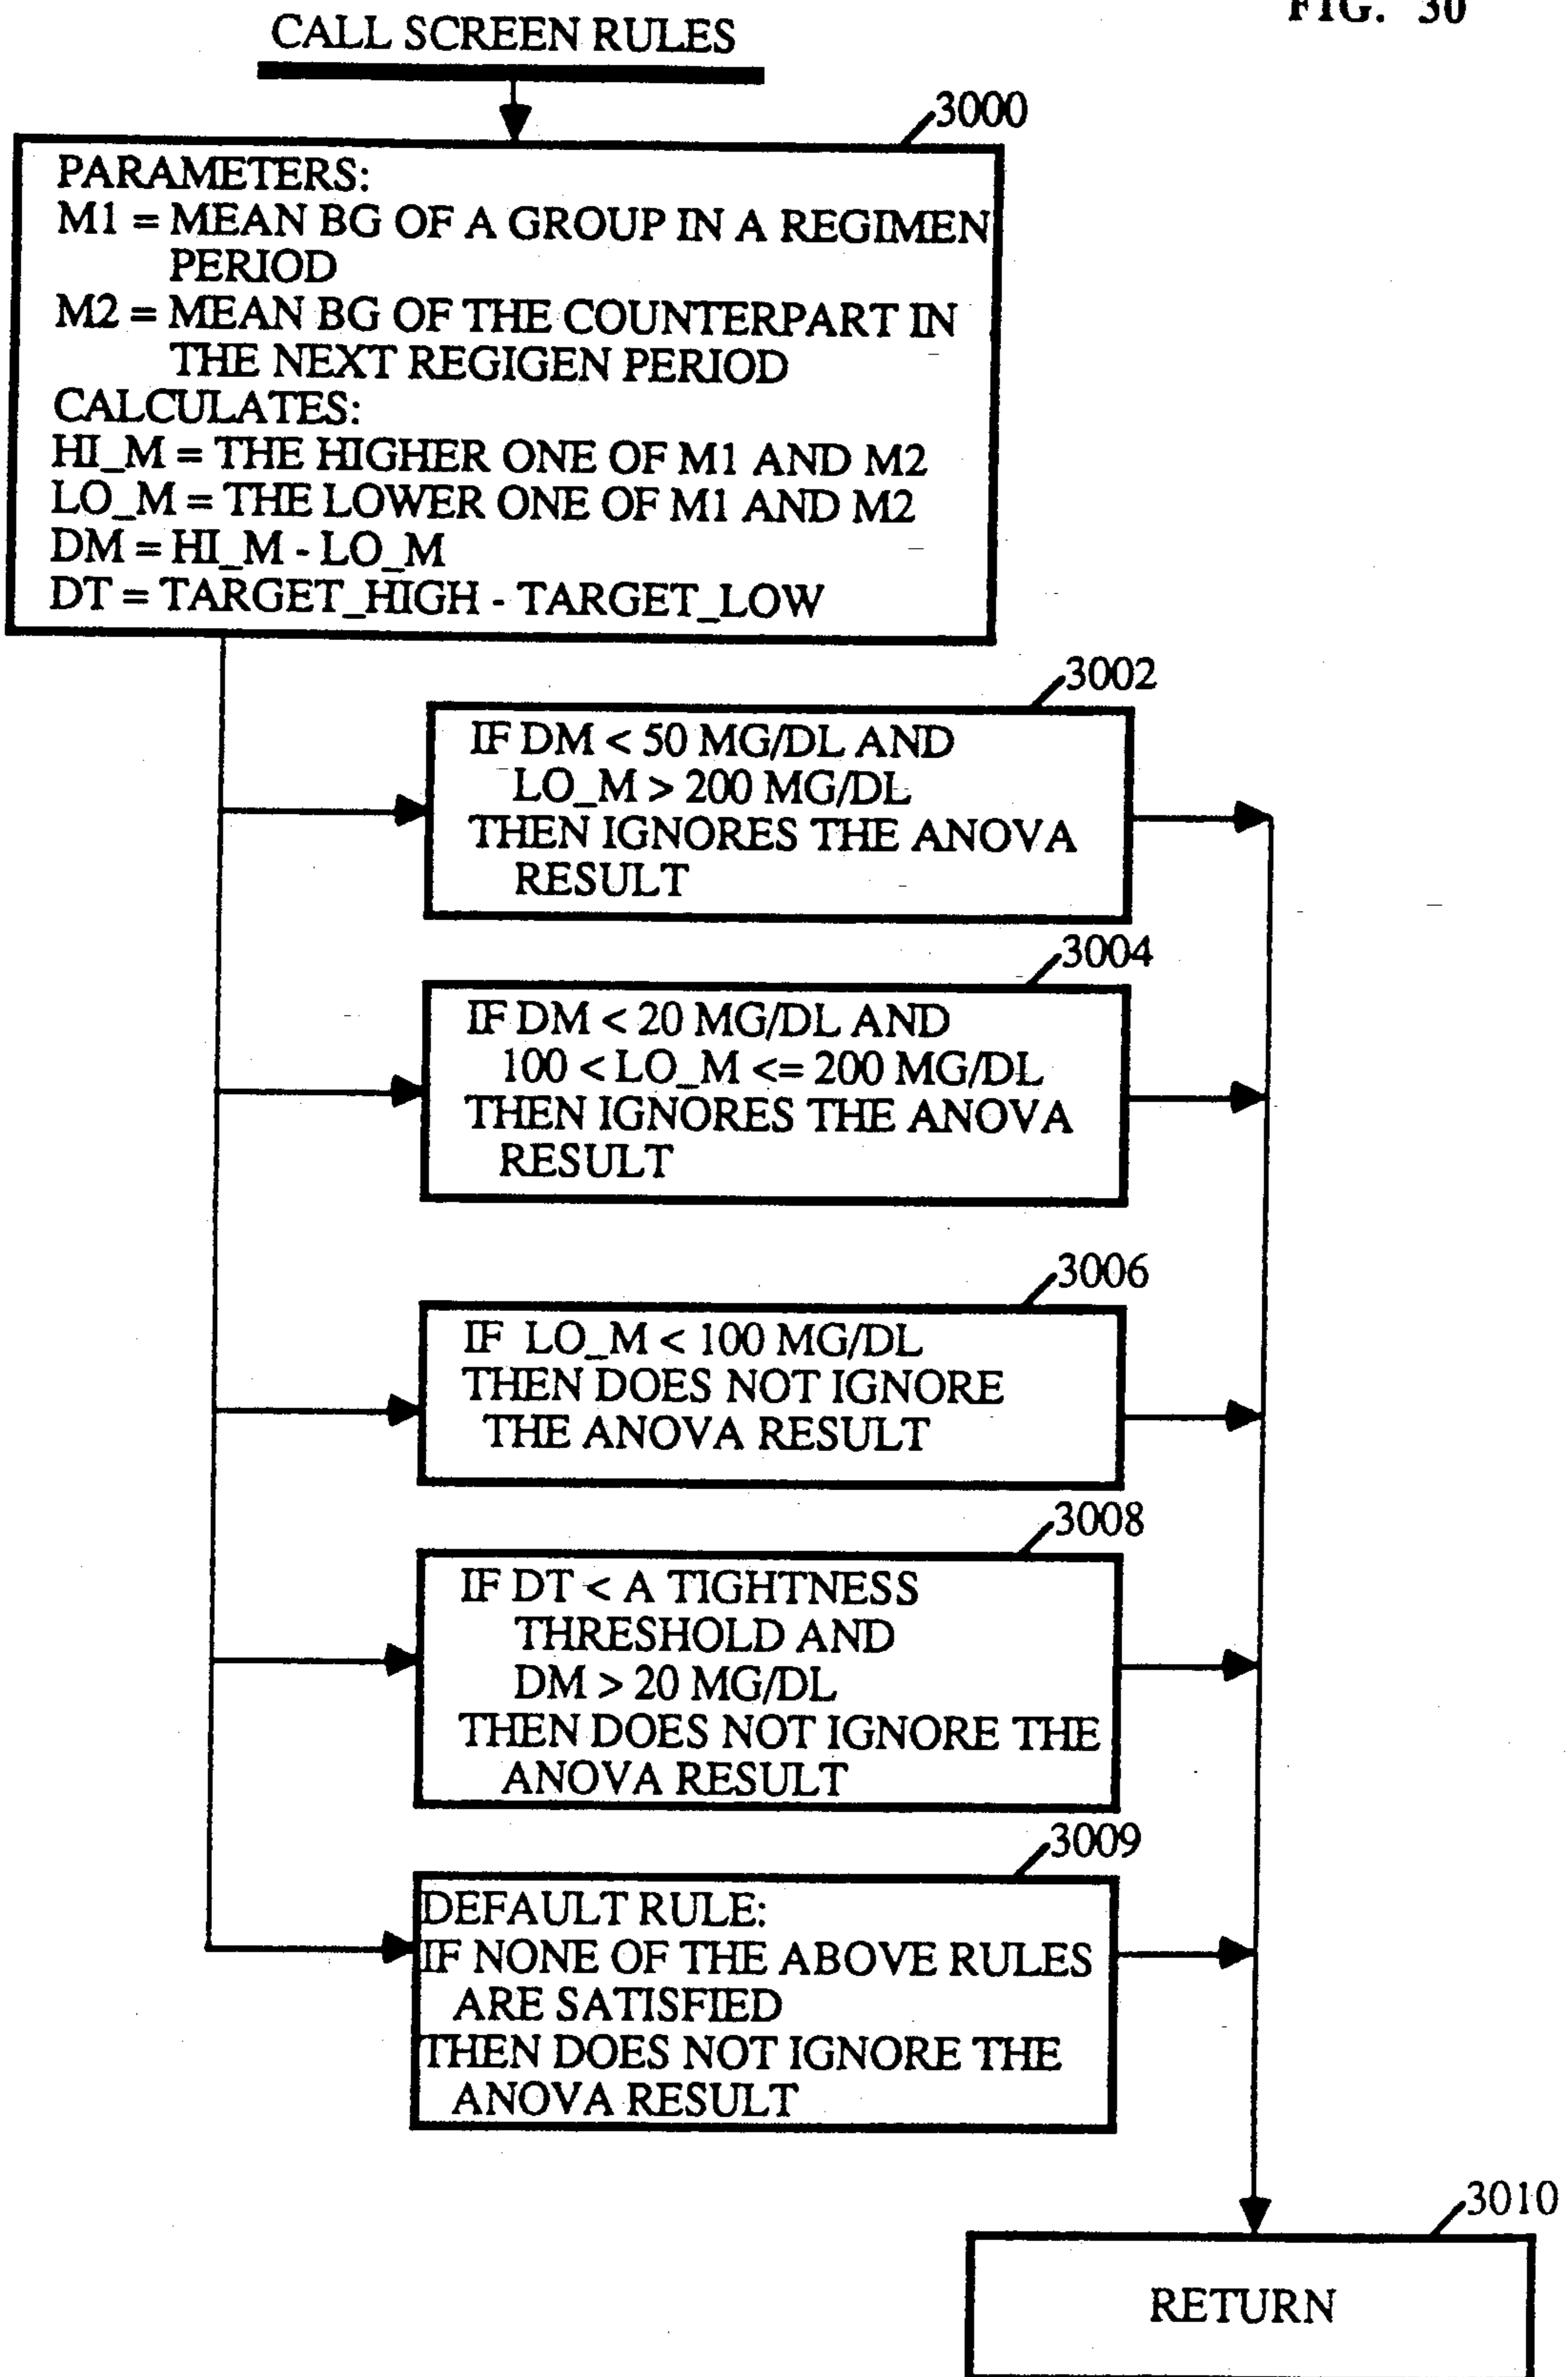 FIG. 30
CALL SCREEN RULES
3000
PARAMETERS:
M1 = MEAN BG OF A GROUP IN A REGIMEN
PERIOD
M2 = MEAN BG OF THE COUNTERPART IN
THE NEXT REGIGEN PERIOD
CALCULATES:
HI_M = THE HIGHER ONE OF M1 AND M2
LO_M = THE LOWER ONE OF M1 AND M2
DM = HI_M - LO_M
DT = TARGET_HIGH - TARGET_LOW
3002
IF DM < 50 MG/DL AND
LO_M > 200 MG/DL
THEN IGNORES THE ANOVA
RESULT
3004
IF DM < 20 MG/DL AND
100 < LO_M <= 200 MG/DL
THEN IGNORES THE ANOVA
RESULT
3006
IF LO_M < 100 MG/DL
THEN DOES NOT IGNORE
THE ANOVA RESULT
3008
IF DT < A TIGHTNESS
THRESHOLD AND
DM > 20 MG/DL
THEN DOES NOT IGNORE THE
ANOVA RESULT
3009
DEFAULT RULE:
IF NONE OF THE ABOVE RULES
ARE SATISFIED
THEN DOES NOT IGNORE THE
ANOVA RESULT
3010
RETURN